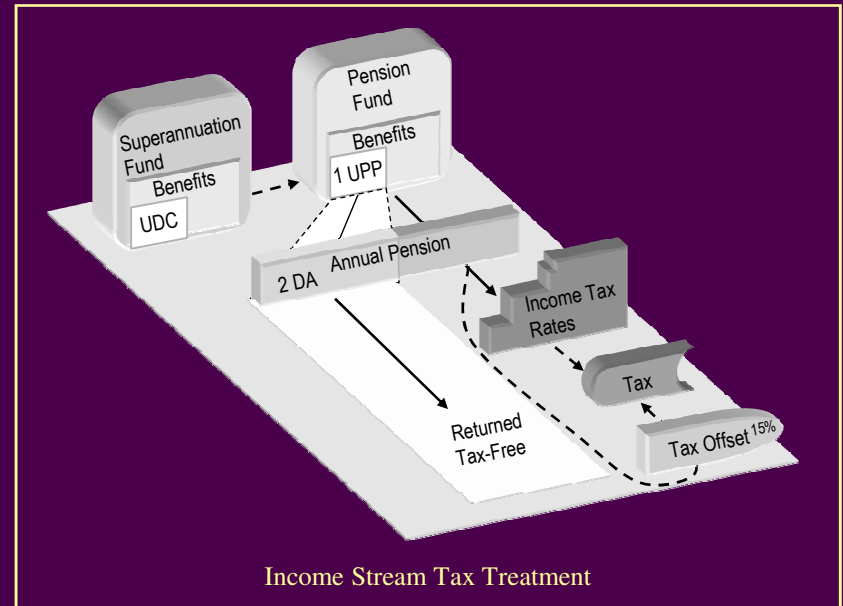 Superannuation
Fund
Benefits
UDC
Pension
Fund
Benefits
1 UPP
Annual Pension
2 DA
Income Tax
Rates
Tax
Tax Offset 15%
Returned
Tax-Free
Income Stream Tax Treatment